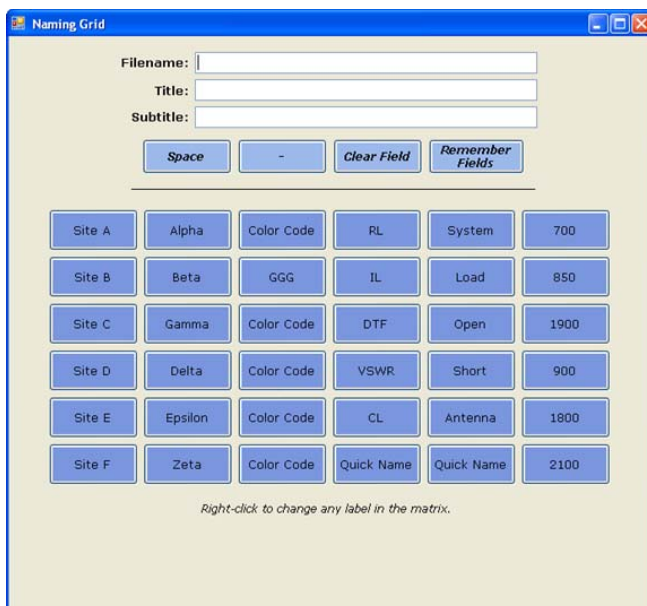 Naming Grid
Filename:
Title:
Subtitle:
Space - Clear Field Remember Fields
Site A Alpha Color Code RL System 700
Site B Beta GGG IL Load 850
Site C Gamma Color Code DTF Open 1900
Site D Delta Color Code VSWR Short 900
Site E Epsilon Color Code CL Antenna 1800
Site F Zeta Color Code Quick Name Quick Name 2100
Right-click to change any label in the matrix.